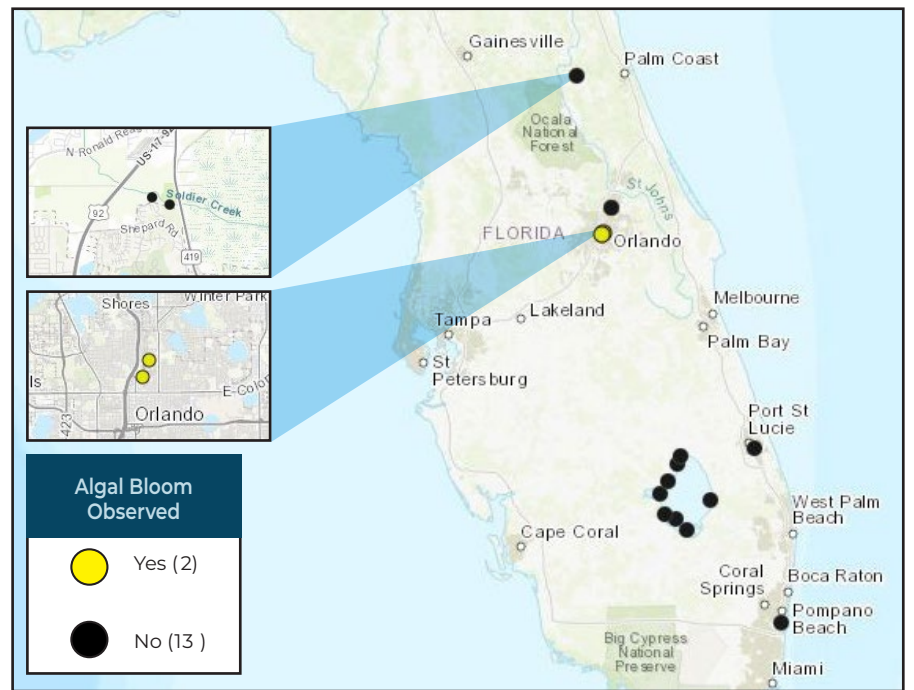 Gainesville
Palm Coast
Ocala
National
Forest
N Ronald Rea
US-17-92
St Johns
Soldier Creek
92
Shepard Rd
419
FLORIDA
Orlando
Shores
Winter Park
Melbourne
Lakeland
Tampa
Palm Bay
St
Petersburg
ls
E-Colo
423
Orlando
Port St
Lucie
Algal Bloom
Observed
Yes (2)
No (13 )
West Palm
Beach
Cape Coral
Coral
Springs
Boca Raton
Pompano
Beach
Big Cypress
National
Preserve
Miami